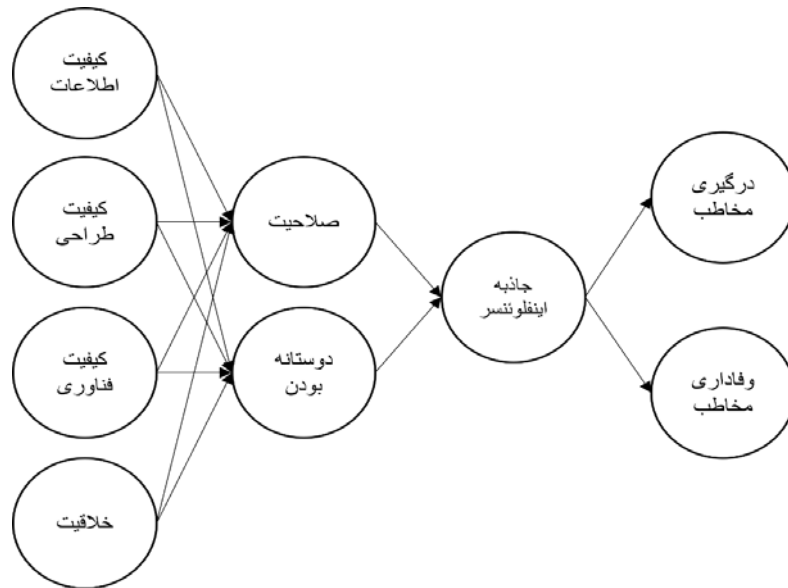 کیفیت
اطلاعات
کیفیت
طراحی
کیفیت
فناوری
خلاقیت
صلاحیت
دوستانه
بودن
جاذبه
اینفلوئنسر
درگیری
مخاطب
وفاداری
مخاطب